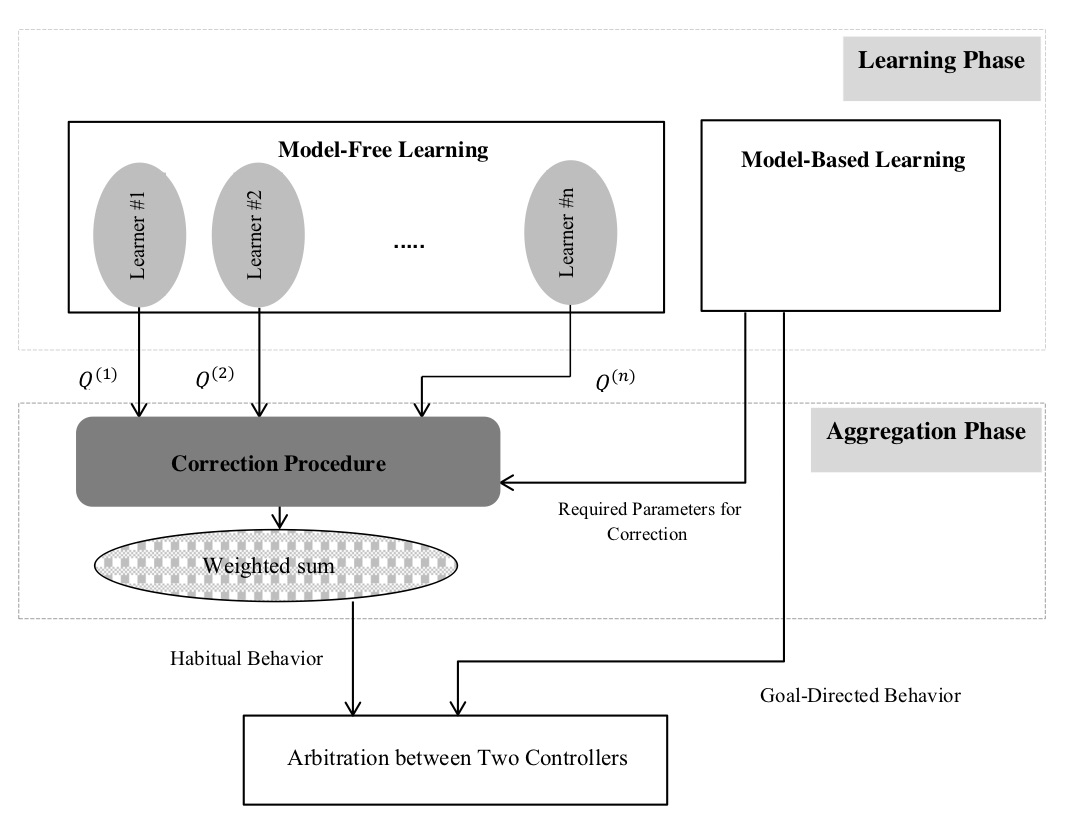 Learning Phase
Model-Free Learning
Model-Based Learning
Learner #1
Learner #2
.....
Learner #n
Q(1)
Q(2)
Q(n)
Aggregation Phase
Correction Procedure
Required Parameters for
Correction
Weighted sum
Habitual Behavior
Goal-Directed Behavior
Arbitration between Two Controllers